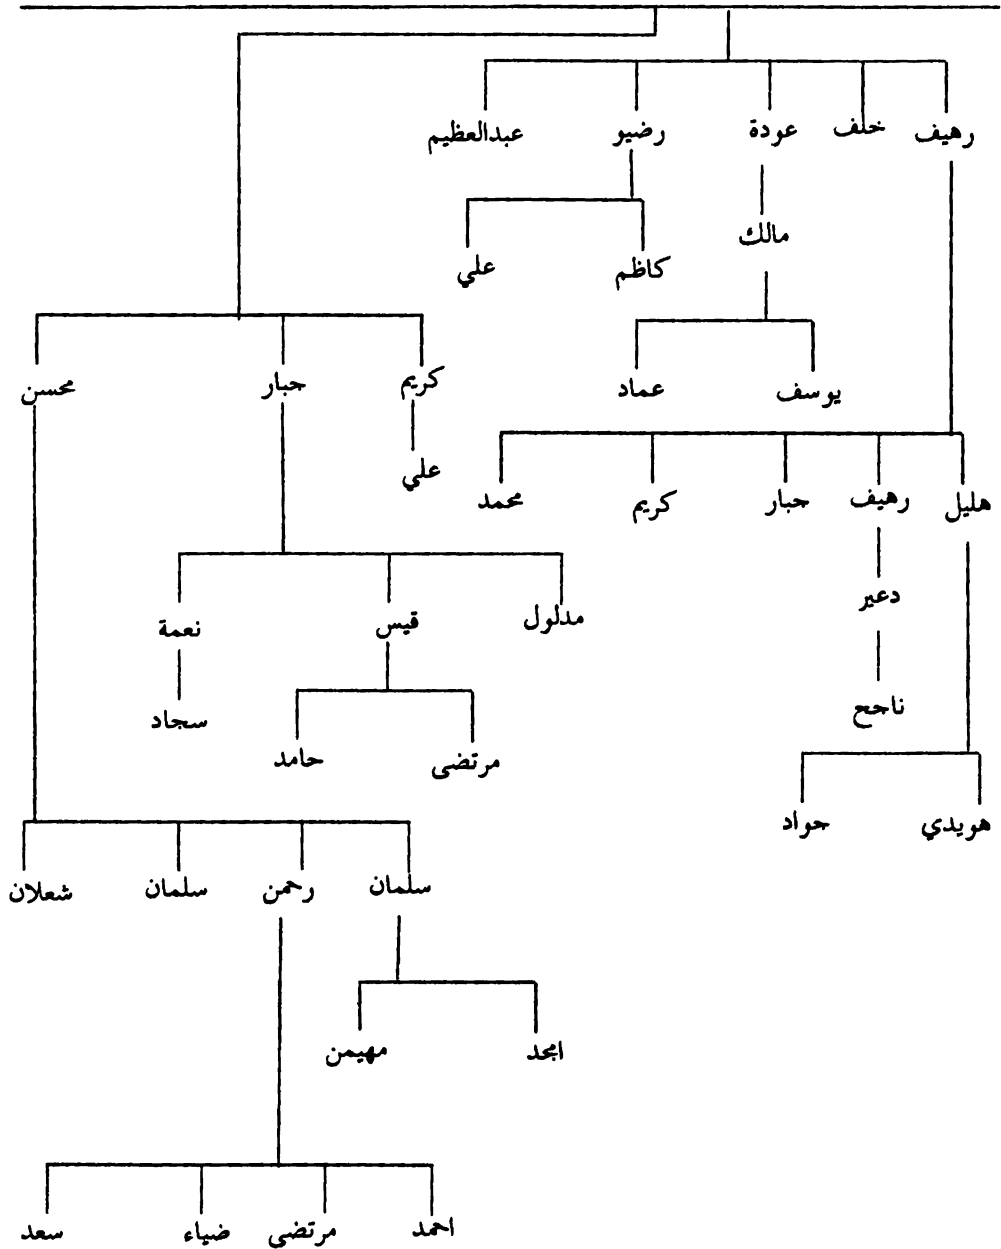 رهيف خلف عودة رضيو عبدالعظيم
مالك
كاظم علي
كريم جبار محسن
يوسف عماد
علي
هليل رهيف جبار كريم محمد
دعير
مدلول قيس نعمة
ناجح
سجاد
مرتضى حامد
هويدي جواد
سلمان رحمن سلمان شعلان
امجد مهيمن
احمد مرتضى ضياء سعد